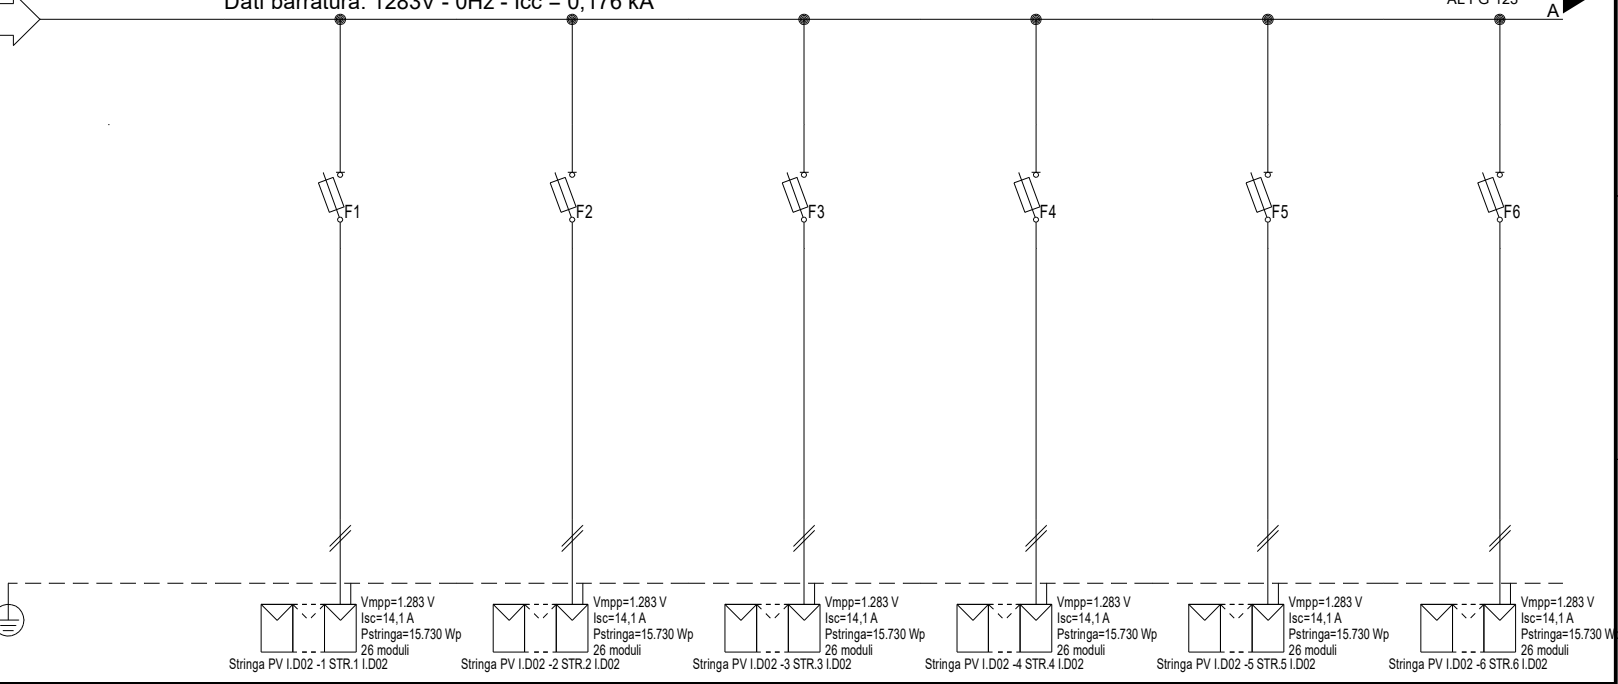 Dati barratura: 1283V - 0Hz - Icc = 0,176 kA
A
F1
F2
F3
F4
F5
F6
Vmpp=1.283 V
Isc=14,1 A
Pstringa=15.730 Wp
26 moduli
Stringa PV I.D02 -1 STR.1 I.D02
Vmpp=1.283 V
Isc=14,1 A
Pstringa=15.730 Wp
26 moduli
Stringa PV I.D02 -2 STR.2 I.D02
Vmpp=1.283 V
Isc=14,1 A
Pstringa=15.730 Wp
26 moduli
Stringa PV I.D02 -3 STR.3 I.D02
Vmpp=1.283 V
Isc=14,1 A
Pstringa=15.730 Wp
26 moduli
Stringa PV I.D02 -4 STR.4 I.D02
Vmpp=1.283 V
Isc=14,1 A
Pstringa=15.730 Wp
26 moduli
Stringa PV I.D02 -5 STR.5 I.D02
Vmpp=1.283 V
Isc=14,1 A
Pstringa=15.730 W
26 moduli
Stringa PV I.D02 -6 STR.6 I.D02